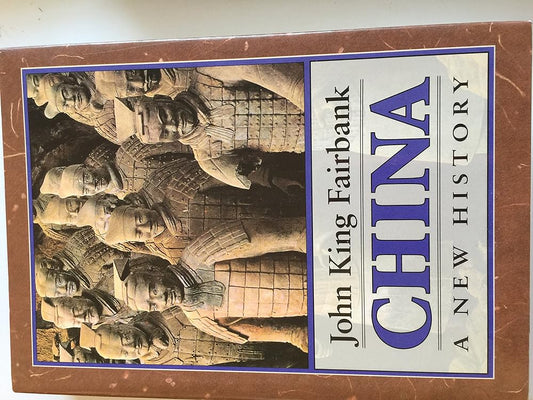 John King Fairbank
CHINA
A NEW HISTORY